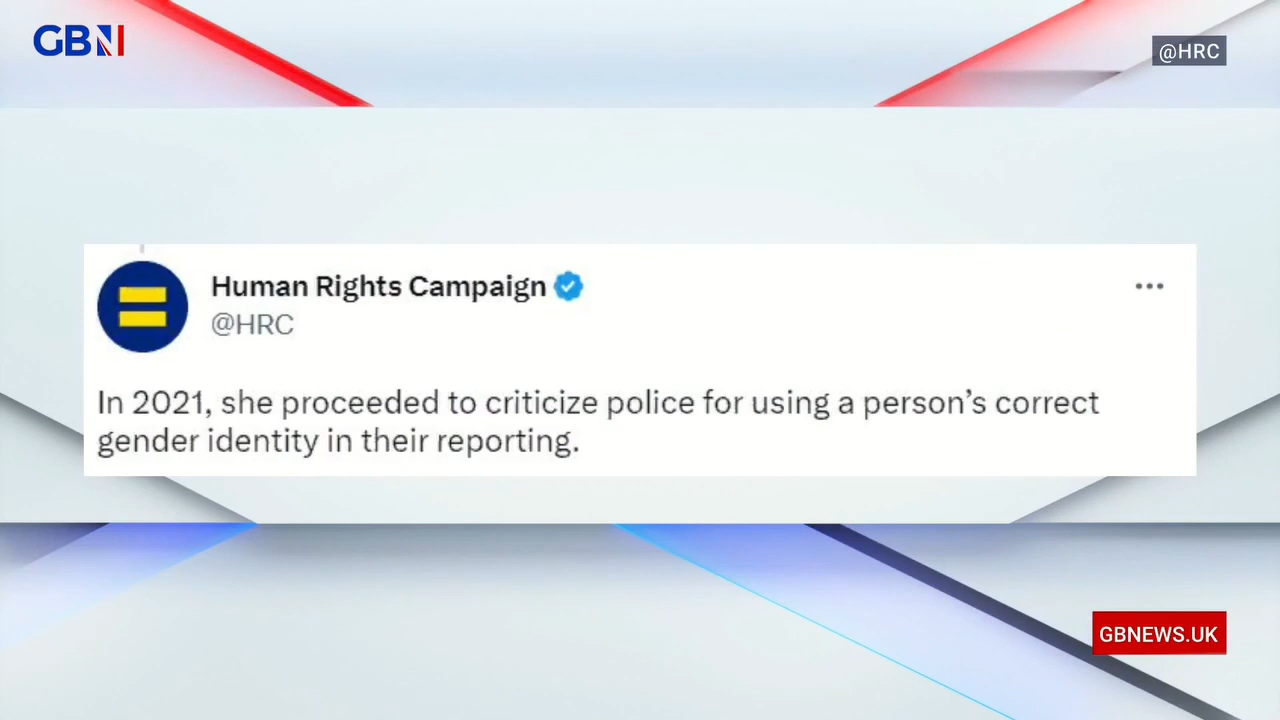 GBN
@HRC
Human Rights Campaign
@HRC
In 2021, she proceeded to criticize police for using a person’s correct
gender identity in their reporting.
GBNEWS.UK